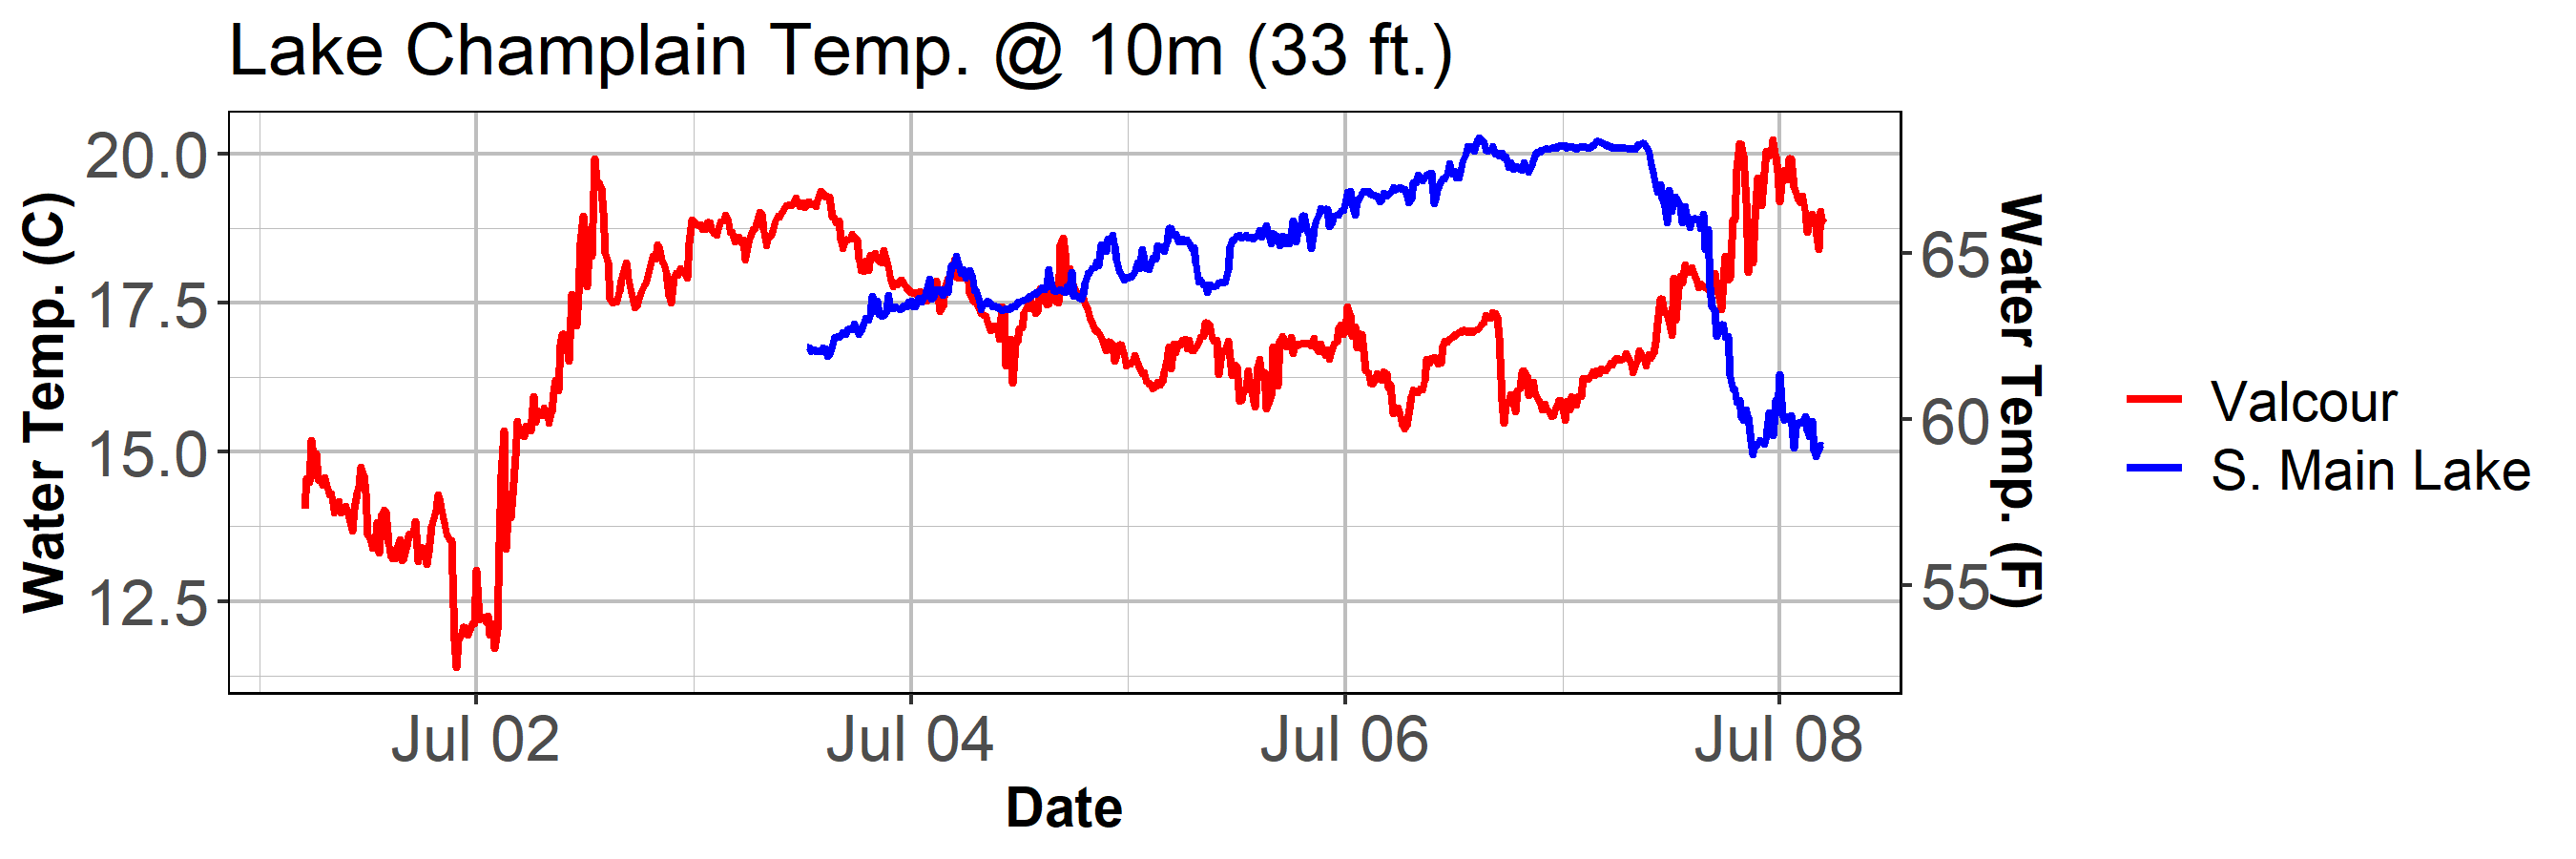 Lake Champlain Temp. @ 10m (33 ft.)
Water Temp. (C)
20.0
17.5
15.0
12.5
65
60
55
Water Temp. (F)
Jul 02 Jul 04 Jul 06 Jul 08
Date
Valcour
S. Main Lake